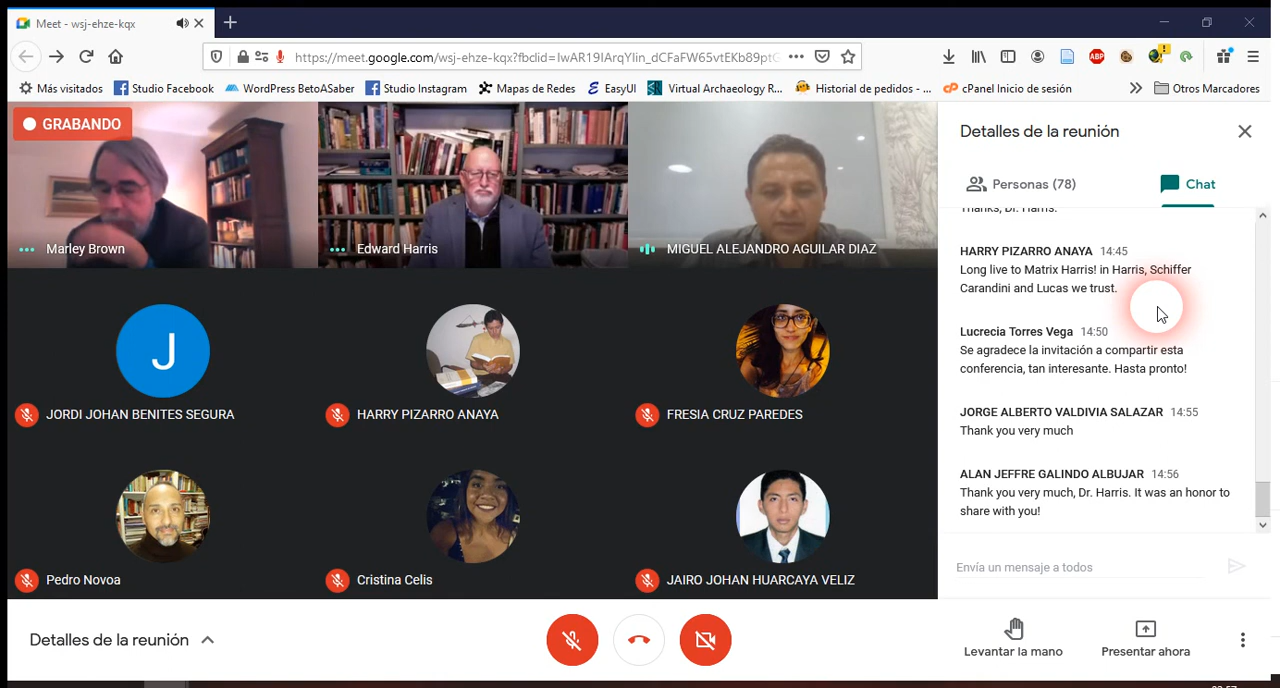 Meet - wsj-ehze-kqx
https://meet.google.com/wsj-ehze-kqx?fbclid=IwAR19IArqYIin_dCFaFW65vtEKb89ptG
ABP
Más visitados
Studio Facebook
WordPress BetoASaber
Studio Instagram
Mapas de Redes
EasyUI
Virtual Archaeology R...
Historial de pedidos - ...
cPanel Inicio de sesión
Otros Marcadores
GRABANDO
Marley Brown
Edward Harris
MIGUEL ALEJANDRO AGUILAR DIAZ
J
JORDI JOHAN BENITES SEGURA
HARRY PIZARRO ANAYA
FRESIA CRUZ PAREDES
Pedro Novoa
Cristina Celis
JAIRO JOHAN HUARCAYA VELIZ
Detalles de la reunión
Personas (78)
Chat
Thanks, Dr. Harris.
HARRY PIZARRO ANAYA 14:45
Long live to Matrix Harris! in Harris, Schiffer
Carandini and Lucas we trust.
Lucrecia Torres Vega 14:50
Se agradece la invitación a compartir esta
conferencia, tan interesante. Hasta pronto!
JORGE ALBERTO VALDIVIA SALAZAR 14:55
Thank you very much
ALAN JEFFRE GALINDO ALBUJAR 14:56
Thank you very much, Dr. Harris. It was an honor to
share with you!
Envía un mensaje a todos
Detalles de la reunión
Levantar la mano
Presentar ahora